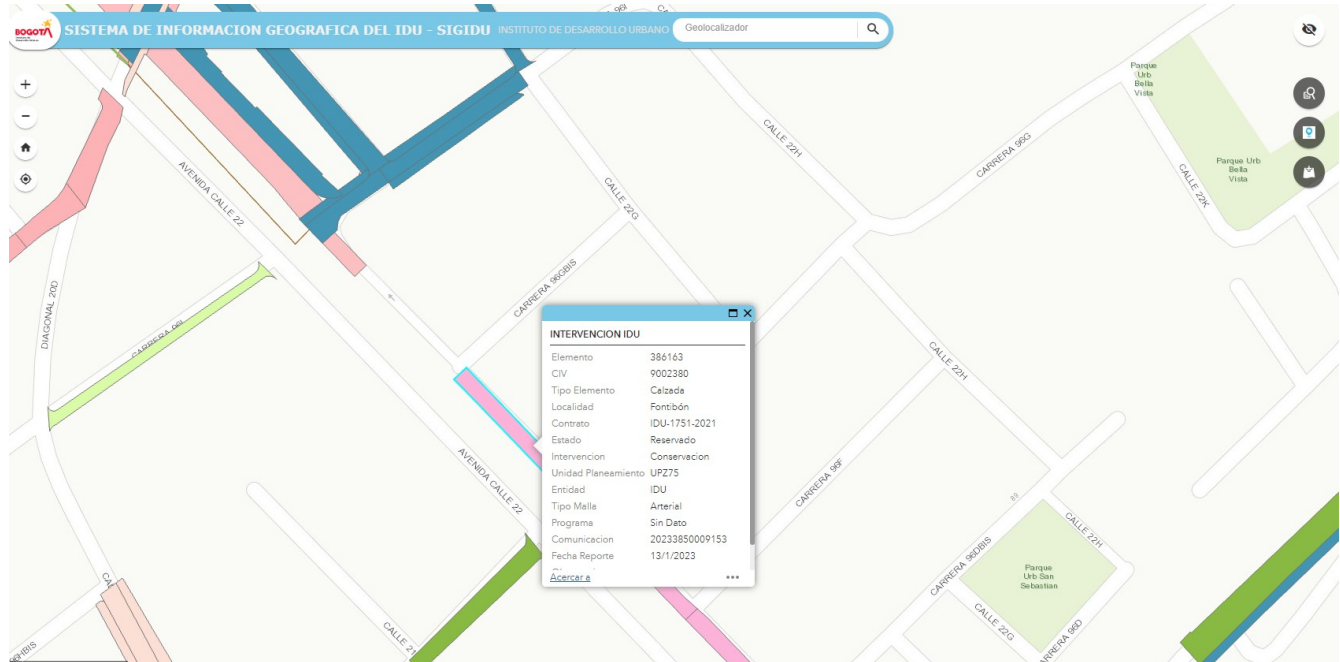 BOGOTÁ
SISTEMA DE INFORMACION GEOGRAFICA DEL IDU - SIGIDU INSTITUTO DE DESARROLLO URBANO
Geolocalizador
Parque
Urb
Bella
Vista
CALLE 22H
CARRERA 96G
Parque Urb
Bella
Vista
CALLE 22K
AVENIDA CALLE 22
CALLE 22G
CARRERA 96GBIS
DIAGONAL 20D
CARRERA 96I
INTERVENCION IDU
Elemento 386163
CIV 9002380
Tipo Elemento Calzada
Localidad Fontibón
Contrato IDU-1751-2021
Estado Reservado
Intervencion Conservacion
Unidad Planeamiento UPZ75
Entidad IDU
Tipo Malla Arterial
Programa Sin Dato
Comunicacion 20233850009153
Fecha Reporte 13/1/2023
Acercar a
CALLE 22H
AVENIDA CALLE 22
CARRERA 96F
CALLE 22H
CARRERA 96DBIS
Parque
Urb San
Sebastian
CALLE 22G
CARRERA 96D
CALLE 21